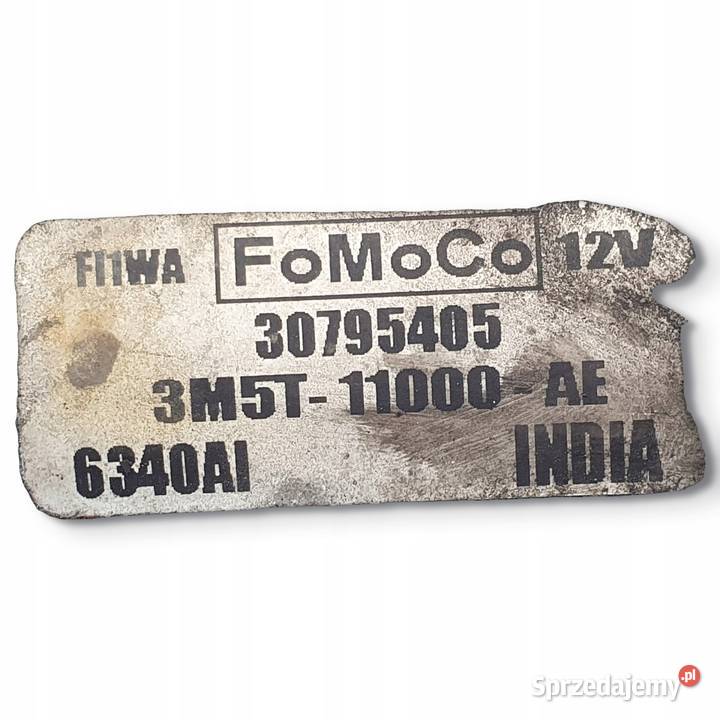 FI1WA FoMoCo 12V
30795405
3M5T-11000 AE
6340AI INDIA
Sprzedajemy.pl